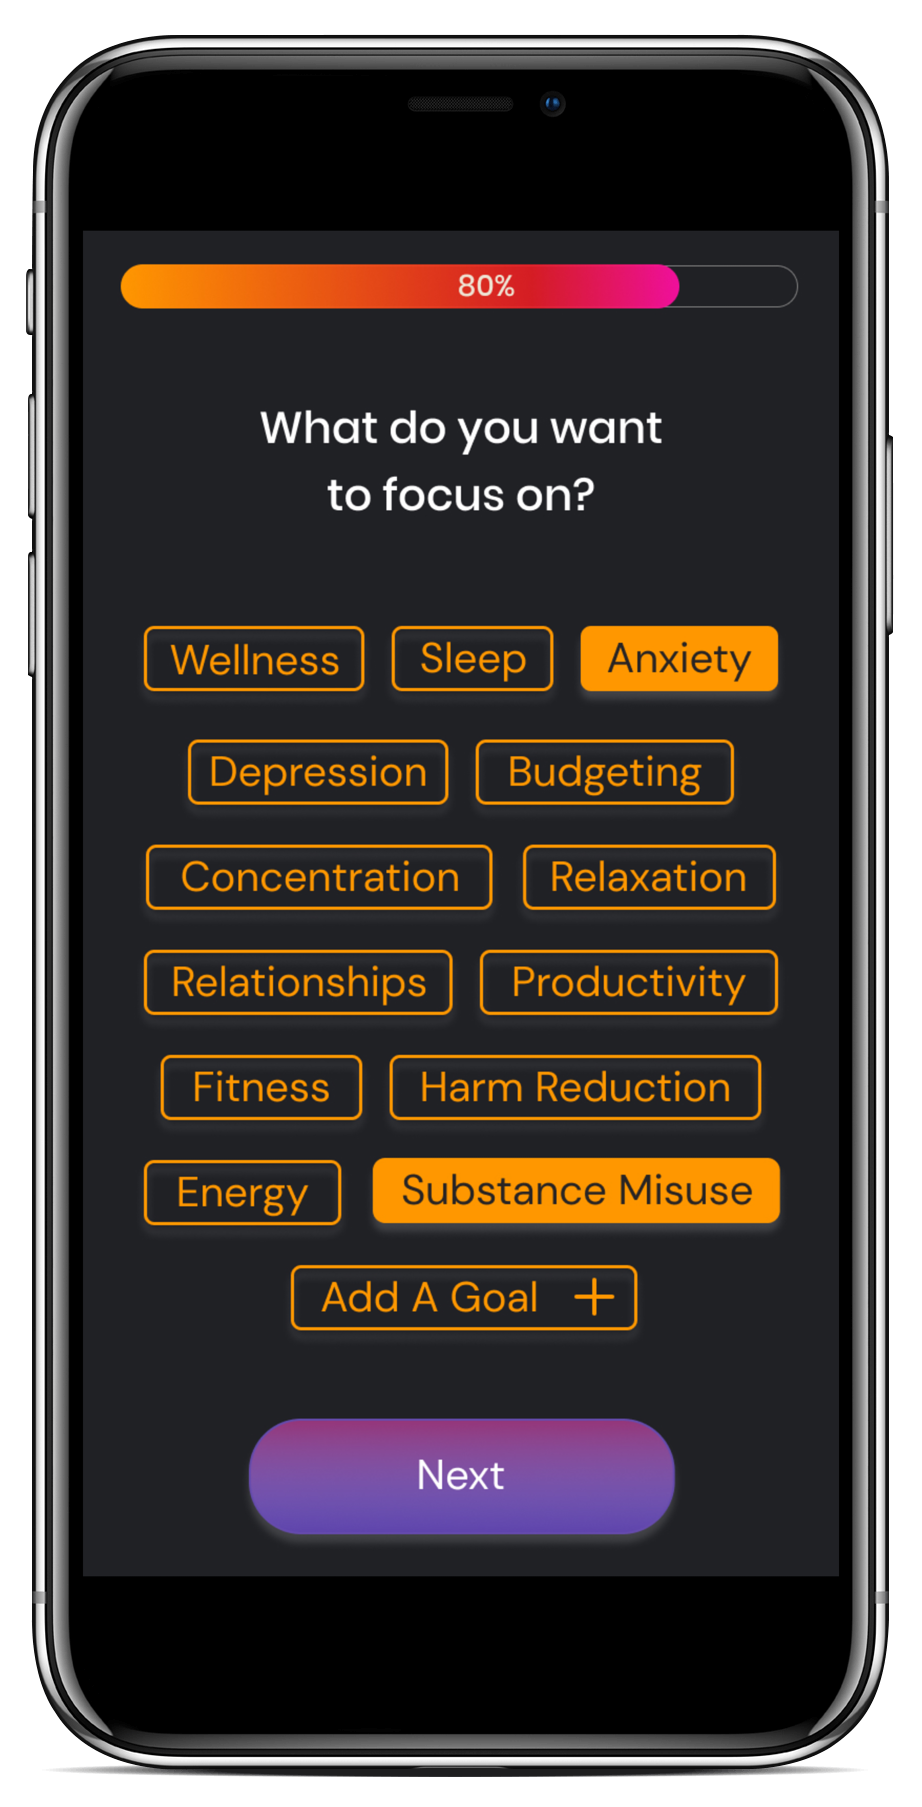 80%
What do you want
to focus on?
Wellness Sleep Anxiety
Depression Budgeting
Concentration Relaxation
Relationships Productivity
Fitness Harm Reduction
Energy Substance Misuse
Add A Goal +
Next